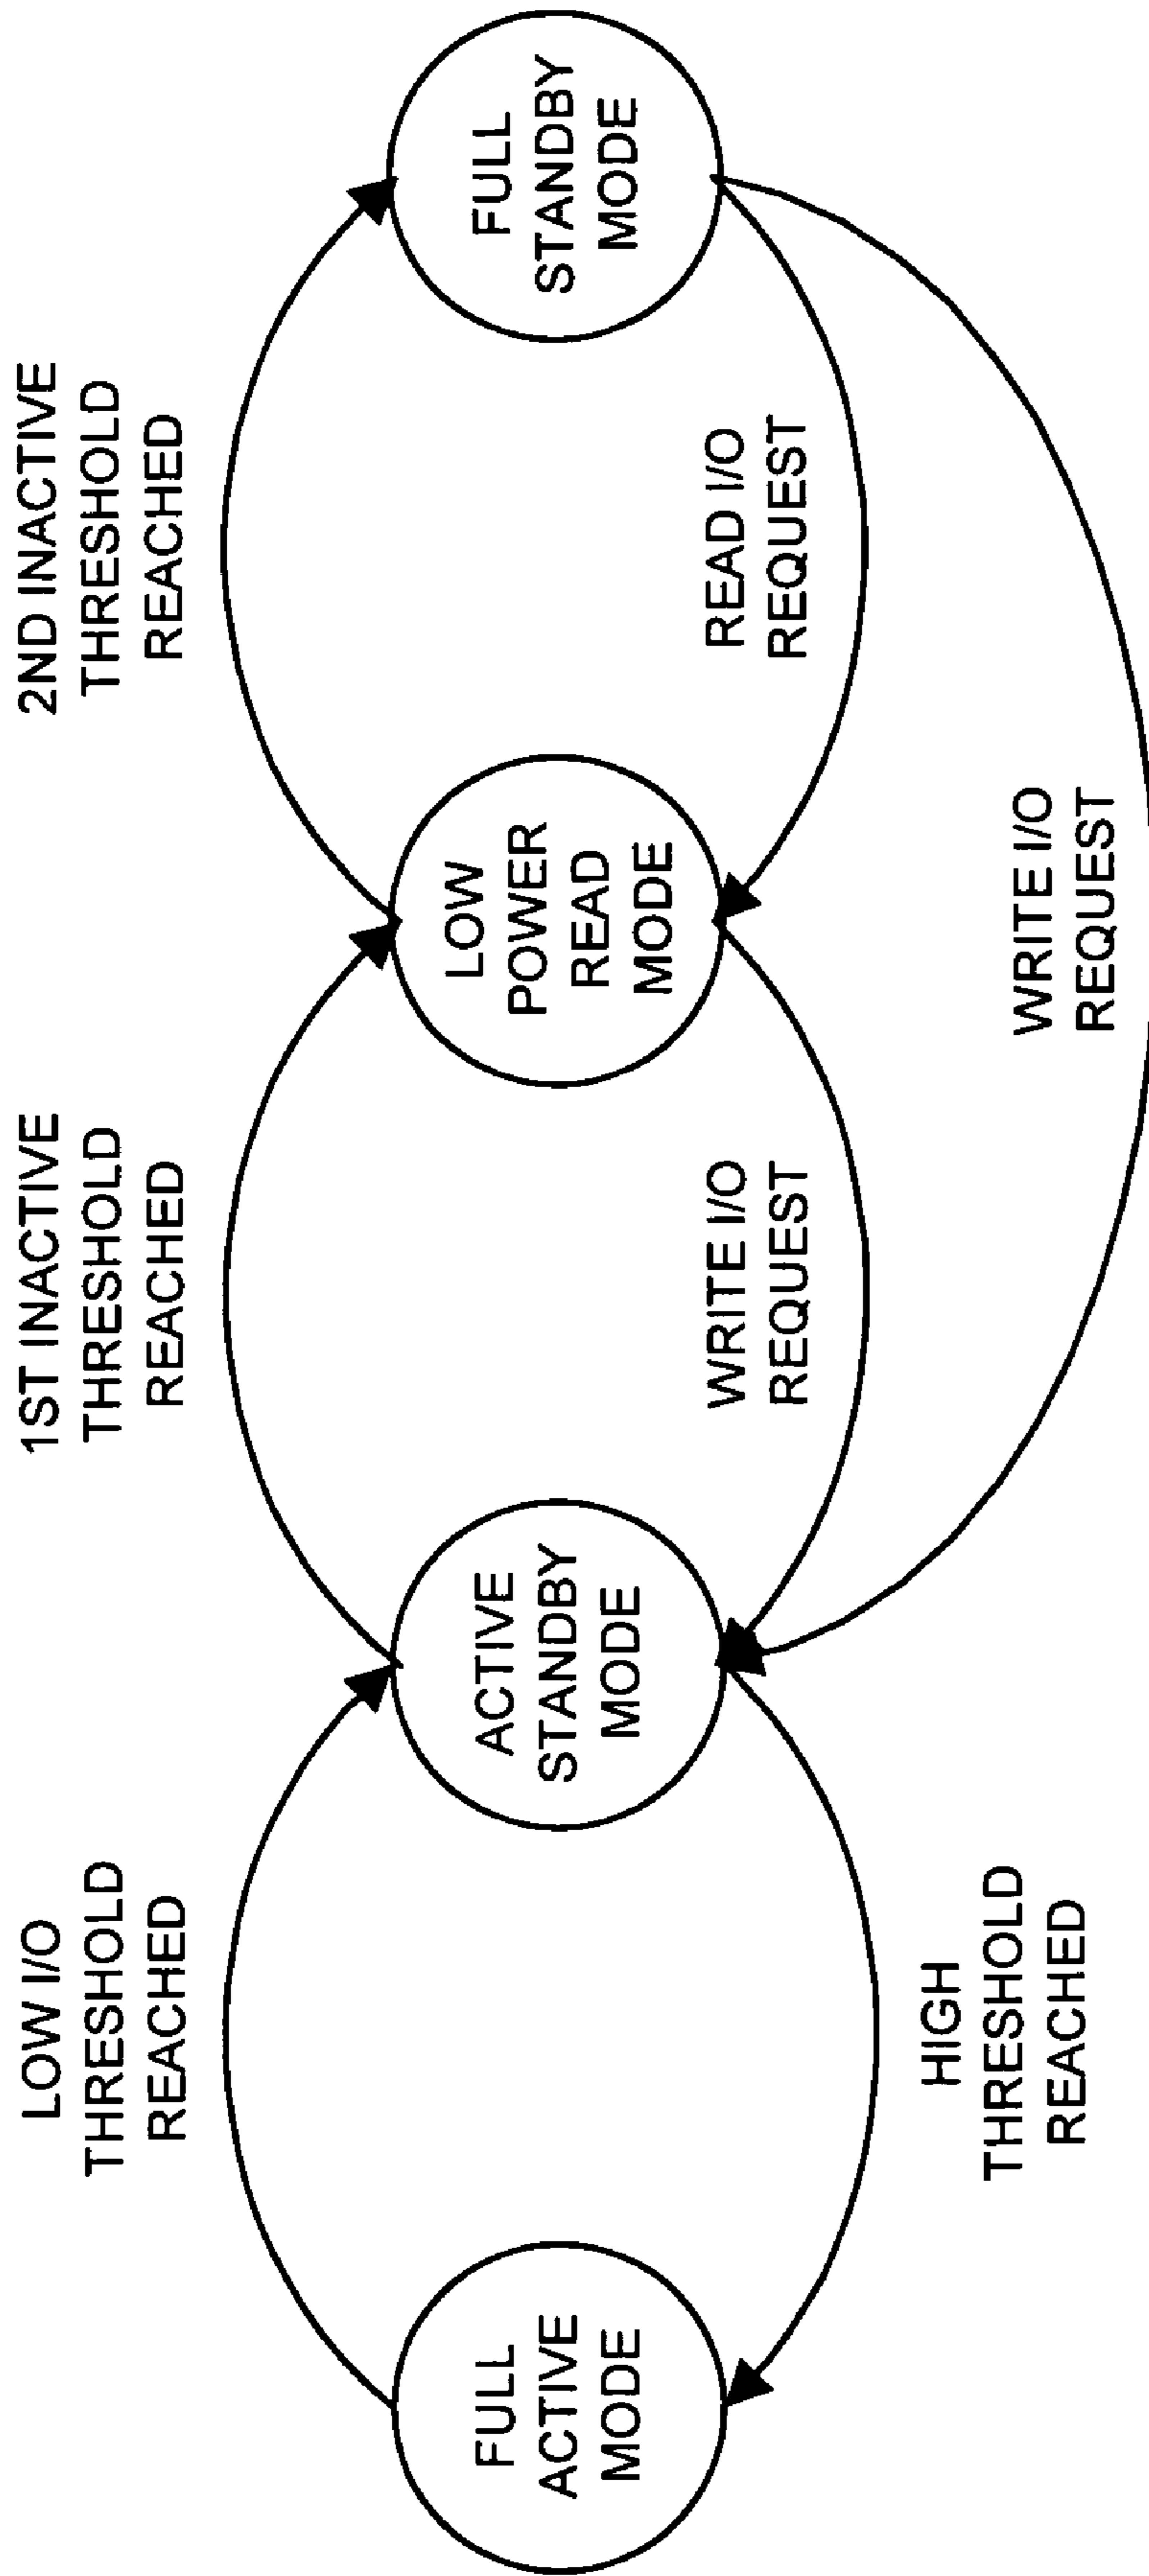 LOW I/O
THRESHOLD
REACHED
1ST INACTIVE
THRESHOLD
REACHED
2ND INACTIVE
THRESHOLD
REACHED
FULL
ACTIVE
MODE
ACTIVE
STANDBY
MODE
LOW
POWER
READ
MODE
FULL
STANDBY
MODE
HIGH
THRESHOLD
REACHED
WRITE I/O
REQUEST
READ I/O
REQUEST
WRITE I/O
REQUEST